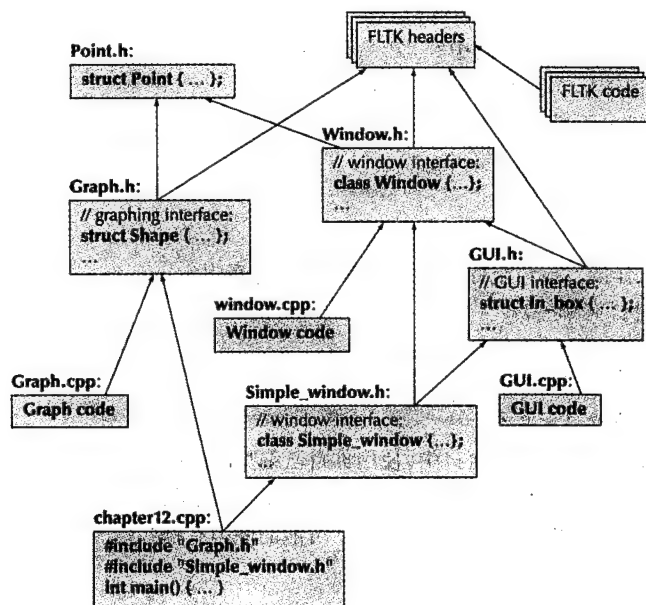 FLTK headers
Point.h:
struct Point { ... };
FLTK code
Window.h:
// window interface:
class Window {...};
...
Graph.h:
// graphing interface:
struct Shape { ... };
...
GUI.h:
// GUI interface:
struct In_box { ... };
...
window.cpp:
Window code
Graph.cpp:
Graph code
Simple_window.h:
// window interface:
class Simple_window {...};
...
GUI.cpp:
GUI code
chapter12.cpp:
#include "Graph.h"
#include "Simple_window.h"
int main() { ... }